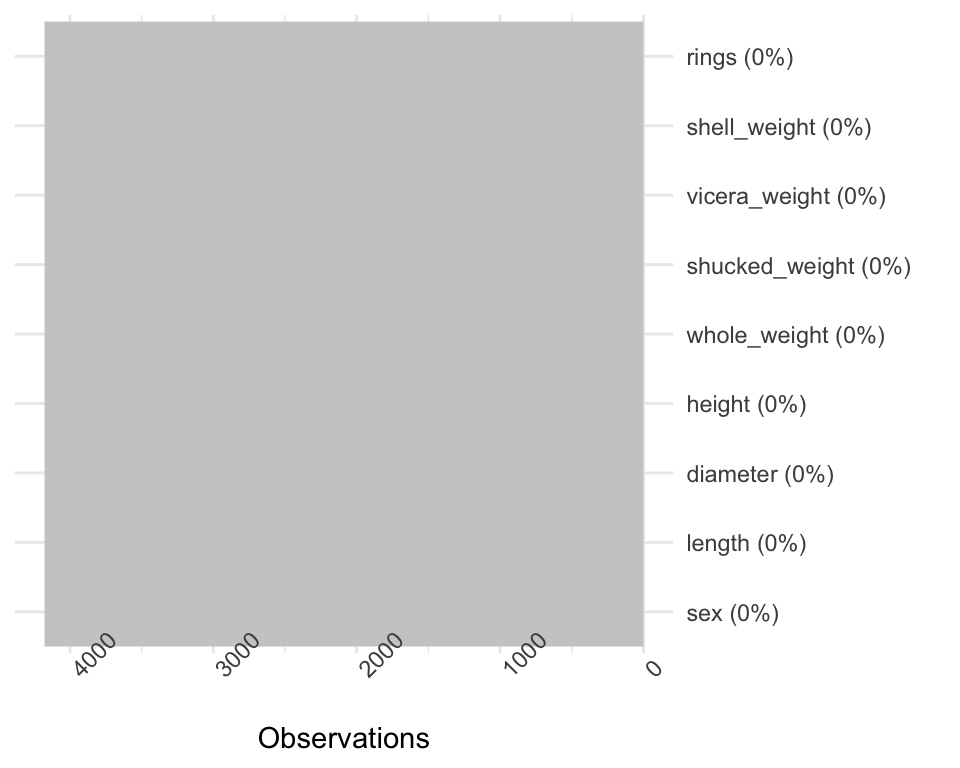 rings (0%)
shell_weight (0%)
vicera_weight (0%)
shucked_weight (0%)
whole_weight (0%)
height (0%)
diameter (0%)
length (0%)
sex (0%)
4000
3000
2000
1000
0
Observations